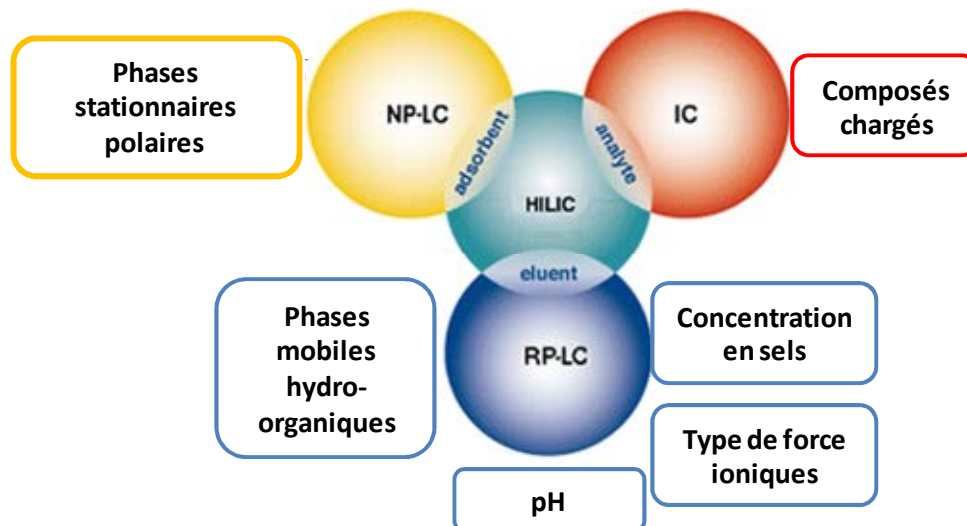 Phases
stationnaires
polaires
NP-LC
adsorbent
HILIC
analyte
IC
Composés
chargés
eluent
RP-LC
Phases
mobiles
hydro-
organiques
Concentration
en sels
Type de force
ioniques
pH